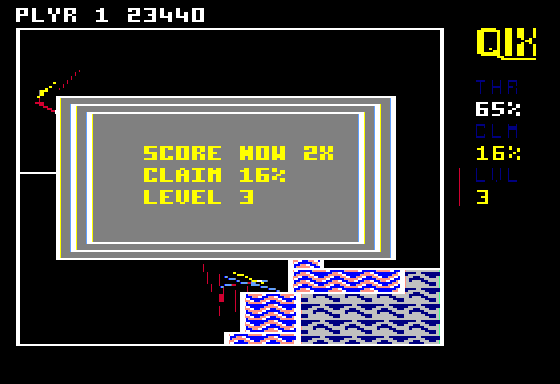 PLYR 1 23440
QIX
THR
65%
SCORE NOW 2X
CLM
CLAIM 16%
16%
LEVEL 3
LVL
3